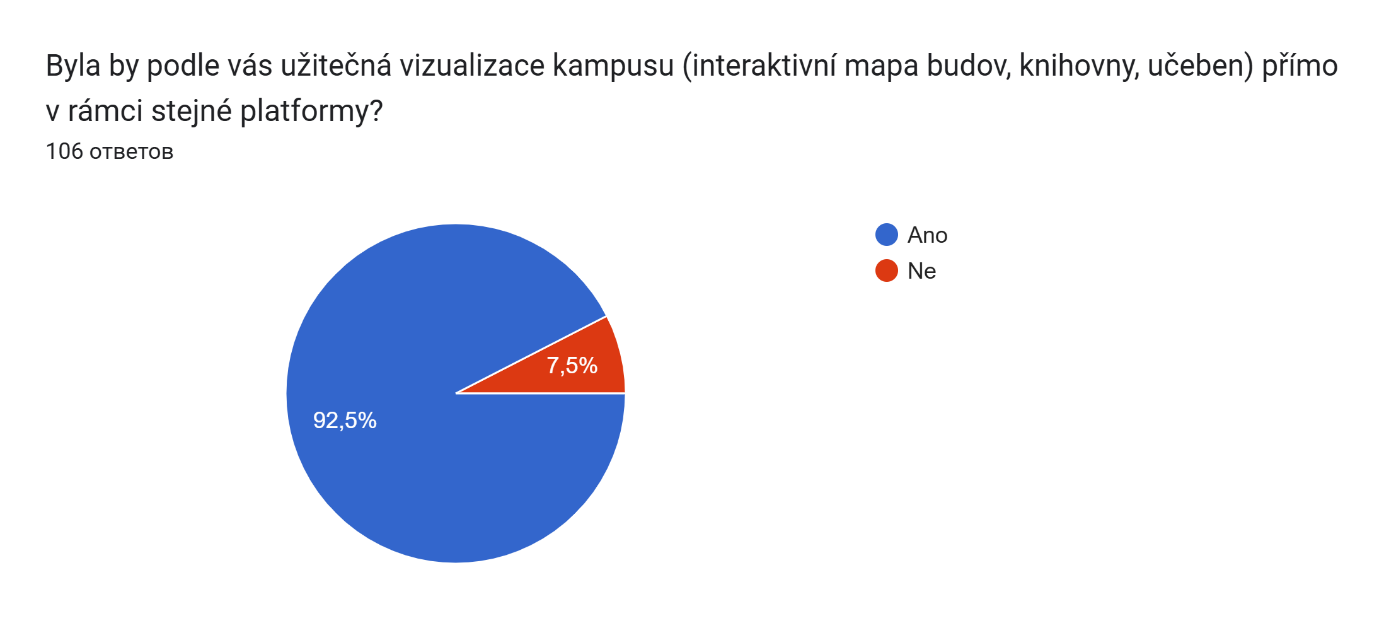 Byla by podle vás užitečná vizualizace kampusu (interaktivní mapa budov, knihovny, učeben) přímo
v rámci stejné platformy?
106 ответов
Ano
Ne
7,5%
92,5%